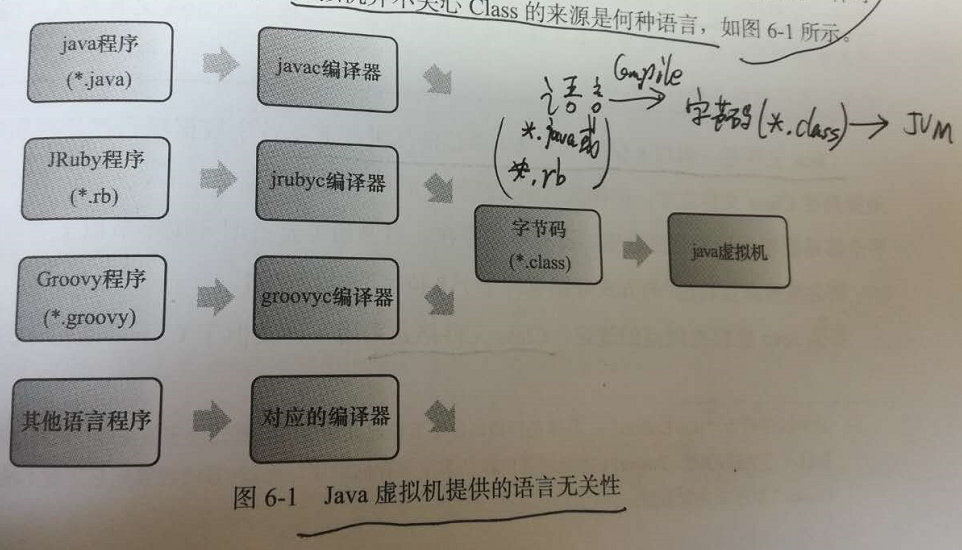 Class 的来源是何种语言，如图 6-1 所示。
java程序
(*.java)
javac编译器
JRuby程序
(*.rb)
jrubyc编译器
Groovy程序
(*.groovy)
groovyc编译器
其他语言程序
对应的编译器
字节码
(*.class)
java虚拟机
语言 Compile 字节码(*.class) → JVM
(*.java或
*.rb)
图 6-1 Java 虚拟机提供的语言无关性